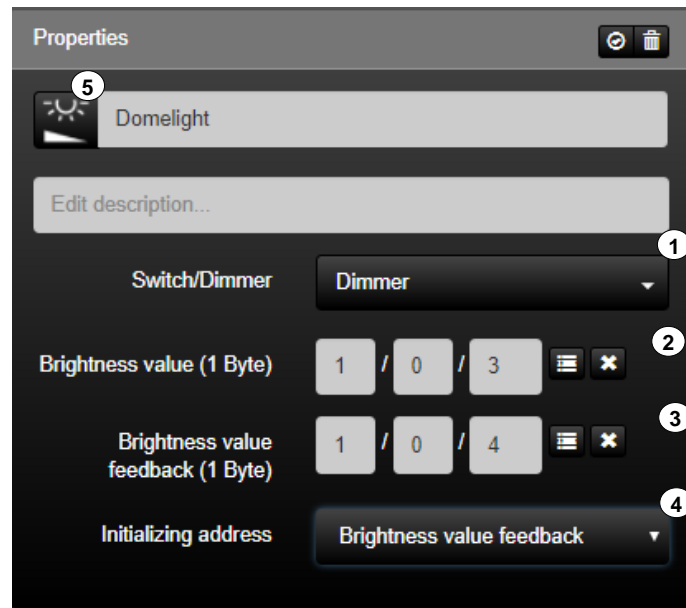 Properties
5
Domelight
Edit description...
1
Switch/Dimmer Dimmer
2
Brightness value (1 Byte) 1 / 0 / 3
3
Brightness value
feedback (1 Byte) 1 / 0 / 4
4
Initializing address Brightness value feedback